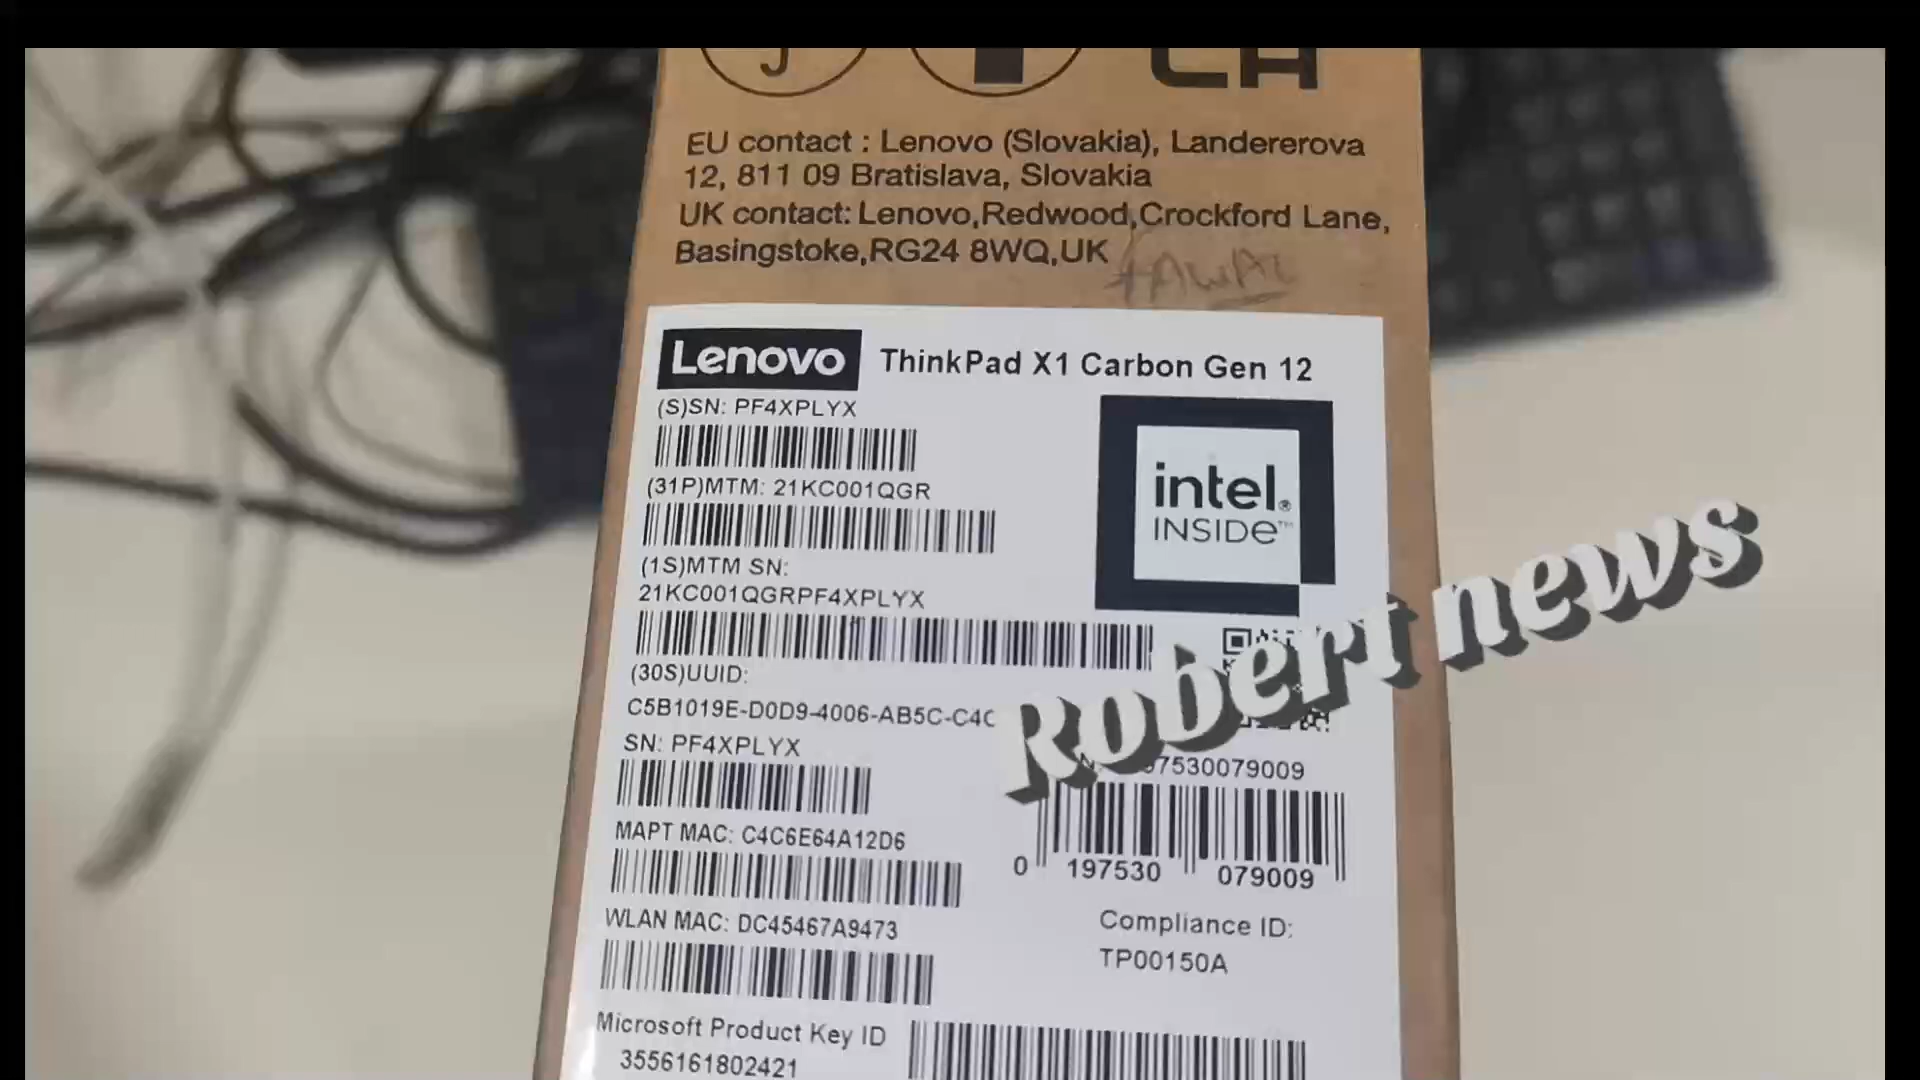 EU contact : Lenovo (Slovakia), Landererova
12, 811 09 Bratislava, Slovakia
UK contact: Lenovo,Redwood,Crockford Lane,
Basingstoke,RG24 8WQ,UK
Lenovo ThinkPad X1 Carbon Gen 12
(S)SN: PF4XPLYX
(31P)MTM: 21KC001QGR
intel®
INSIDE™
(1S)MTM SN:
21KC001QGRPF4XPLYX
(30S)UUID:
C5B1019E-D0D9-4006-AB5C-C4C
Robert news
SN: PF4XPLYX
7530079009
MAPT MAC: C4C6E64A12D6
0 197530 079009
WLAN MAC: DC45467A9473
Compliance ID:
TP00150A
Microsoft Product Key ID
3556161802421